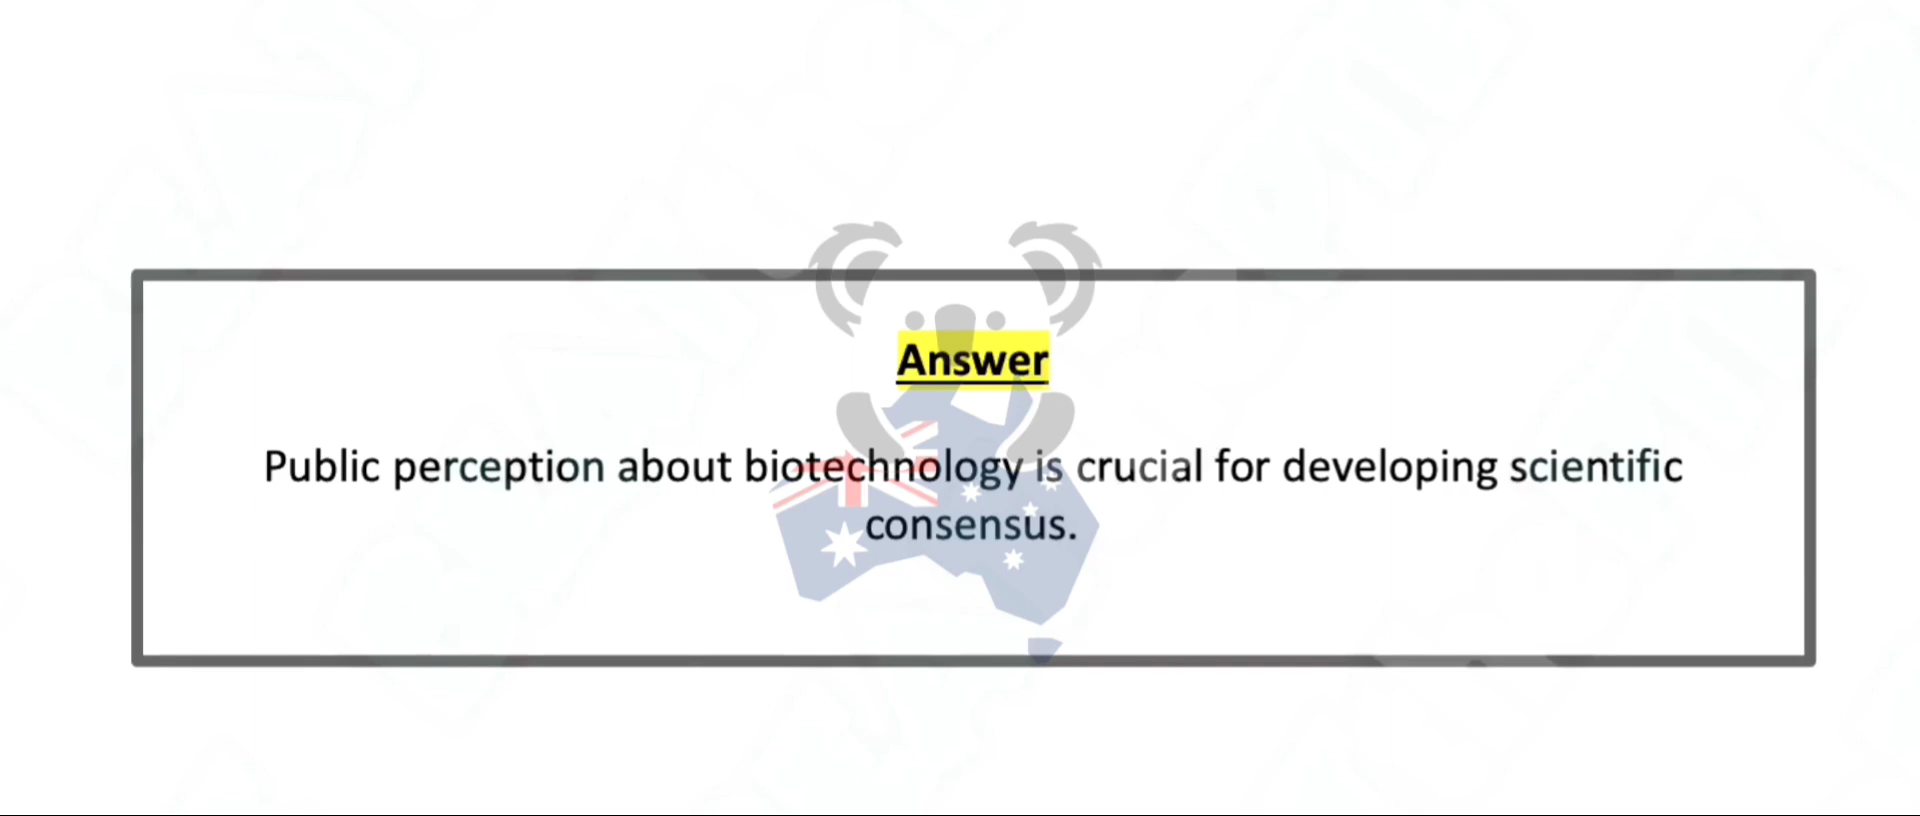 Answer
Public perception about biotechnology is crucial for developing scientific
consensus.